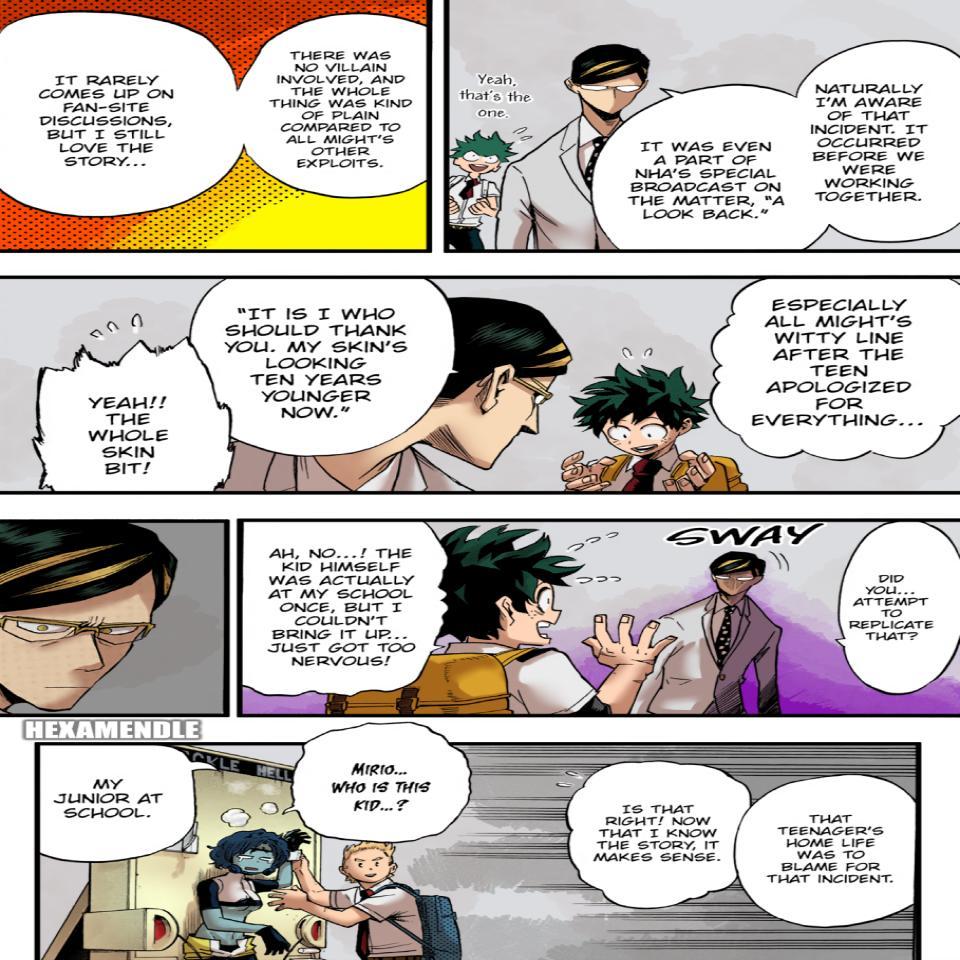 IT RARELY
COMES UP ON
FAN-SITE
DISCUSSIONS,
BUT I STILL
LOVE THE
STORY...
THERE WAS
NO VILLAIN
INVOLVED, AND
THE WHOLE
THING WAS KIND
OF PLAIN
COMPARED TO
ALL MIGHT'S
OTHER
EXPLOITS.
Yeah,
that's the
one.
IT WAS EVEN
A PART OF
NHA'S SPECIAL
BROADCAST ON
THE MATTER, "A
LOOK BACK."
NATURALLY
I'M AWARE
OF THAT
INCIDENT. IT
OCCURRED
BEFORE WE
WERE
WORKING
TOGETHER.
YEAH!!
THE
WHOLE
SKIN
BIT!
"IT IS I WHO
SHOULD THANK
YOU. MY SKIN'S
LOOKING
TEN YEARS
YOUNGER
NOW."
ESPECIALLY
ALL MIGHT'S
WITTY LINE
AFTER THE
TEEN
APOLOGIZED
FOR
EVERYTHING...
AH, NO...! THE
KID HIMSELF
WAS ACTUALLY
AT MY SCHOOL
ONCE, BUT I
COULDN'T
BRING IT UP...
JUST GOT TOO
NERVOUS!
SWAY
DID
YOU...
ATTEMPT
TO
REPLICATE
THAT?
HEXAMENDLE
MY
JUNIOR AT
SCHOOL.
CKLE HELL
MIRIO...
WHO IS THIS
KID...?
IS THAT
RIGHT! NOW
THAT I KNOW
THE STORY, IT
MAKES SENSE.
THAT
TEENAGER'S
HOME LIFE
WAS TO
BLAME FOR
THAT INCIDENT.